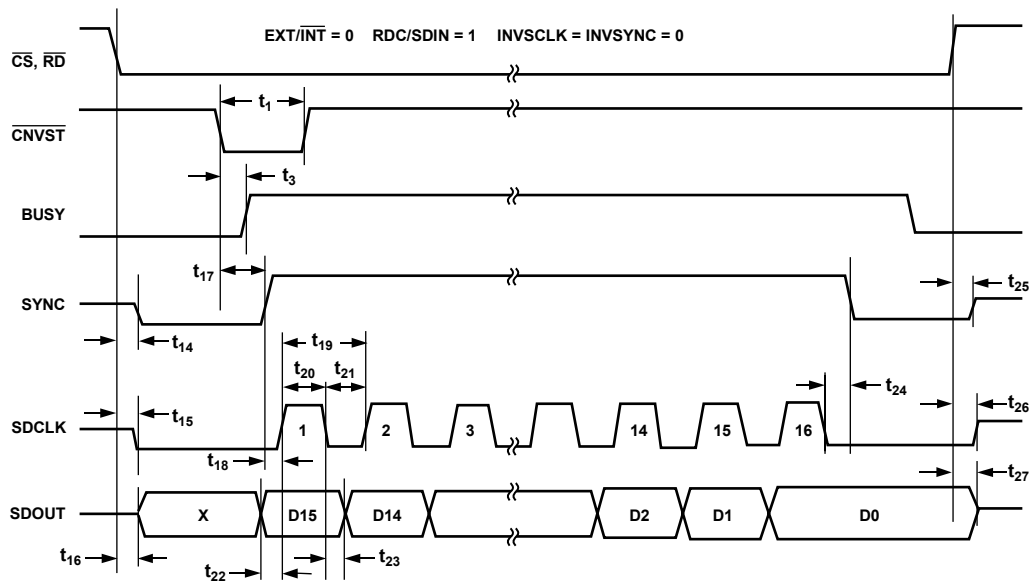 EXT/INT = 0 RDC/SDIN = 1 INVSCLK = INVSYNC = 0
CS, RD
t1
CNVST
t3
BUSY
t17
SYNC
t25
t14
t19
t20 t21
t24
t15
t26
SDCLK
1 2 3 14 15 16
t18
t27
SDOUT
X D15 D14 D2 D1 D0
t16
t22
t23